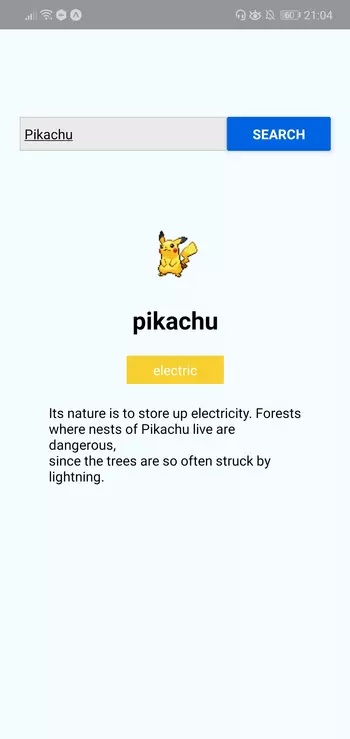 60 21:04
Pikachu SEARCH
pikachu
electric
Its nature is to store up electricity. Forests
where nests of Pikachu live are
dangerous,
since the trees are so often struck by
lightning.